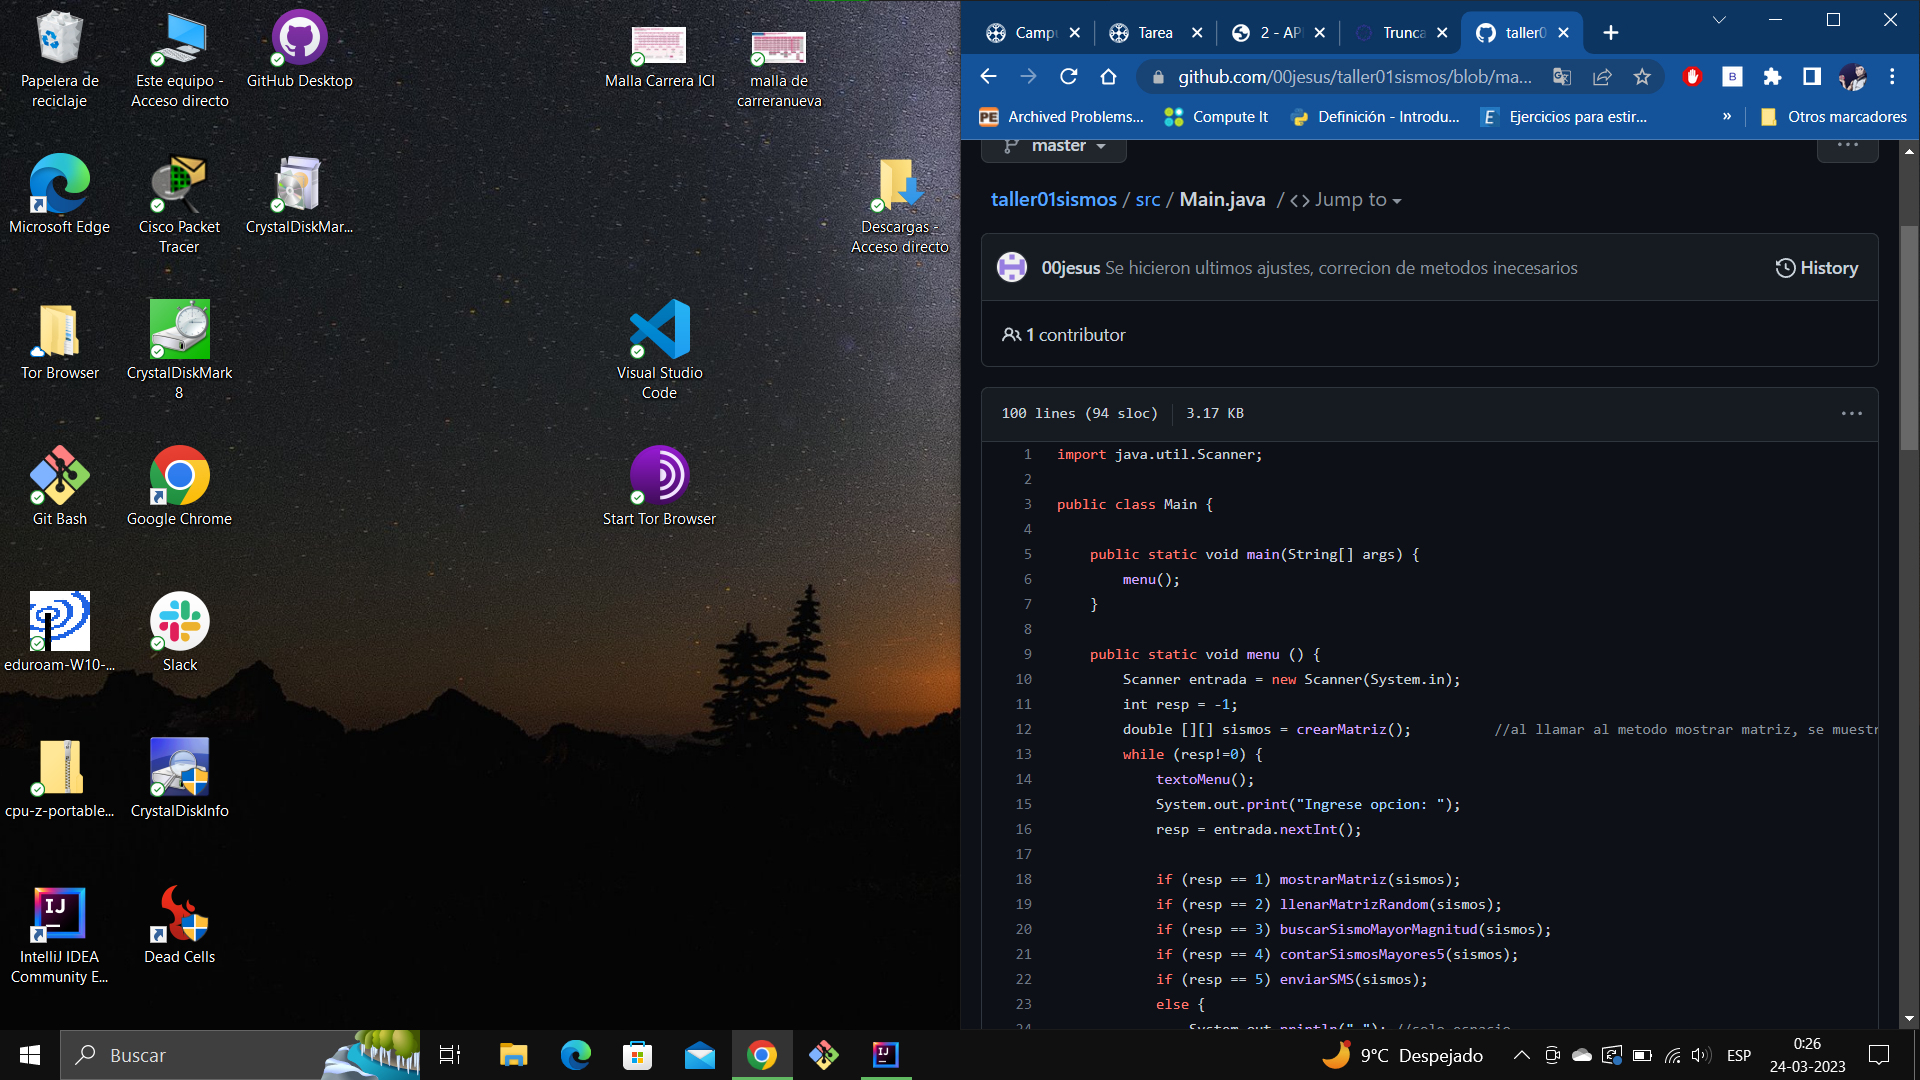 Papelera de
reciclaje
Este equipo -
Acceso directo
GitHub Desktop
Malla Carrera ICI
malla de
carreranueva
Microsoft Edge
Cisco Packet
Tracer
CrystalDiskMar...
Descargas -
Acceso directo
Tor Browser
CrystalDiskMark
8
Visual Studio
Code
Git Bash
Google Chrome
Start Tor Browser
eduroam-W10-...
Slack
cpu-z-portable...
CrystalDiskInfo
IJ
IntelliJ IDEA
Community E...
Dead Cells
Campu
Tarea
2 - AP
Trunca
taller0
github.com/00jesus/taller01sismos/blob/ma...
Archived Problems...
Compute It
Definición - Introdu...
Ejercicios para estir...
»
Otros marcadores
master
taller01sismos / src / Main.java / <> Jump to
00jesus Se hicieron ultimos ajustes, correcion de metodos inecesarios
History
1 contributor
100 lines (94 sloc)
3.17 KB
1 import java.util.Scanner;
2
3 public class Main {
4
5 public static void main(String[] args) {
6 menu();
7 }
8
9 public static void menu () {
10 Scanner entrada = new Scanner(System.in);
11 int resp = -1;
12 double [][] sismos = crearMatriz(); //al llamar al metodo mostrar matriz, se muestr
13 while (resp!=0) {
14 textoMenu();
15 System.out.print("Ingrese opcion: ");
16 resp = entrada.nextInt();
17
18 if (resp == 1) mostrarMatriz(sismos);
19 if (resp == 2) llenarMatrizRandom(sismos);
20 if (resp == 3) buscarSismoMayorMagnitud(sismos);
21 if (resp == 4) contarSismosMayores5(sismos);
22 if (resp == 5) enviarSMS(sismos);
23 else {
Buscar
9°C Despejado
ESP
0:26
24-03-2023